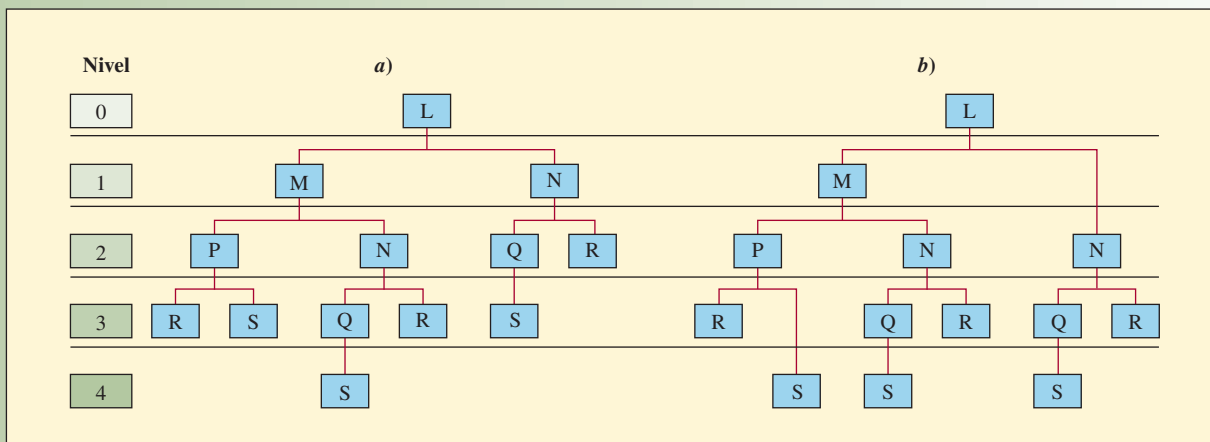 Nivel a) b)
0 L L
1 M N M
2 P N Q R P N N
3 R S Q R S R Q R Q R
4 S S S S